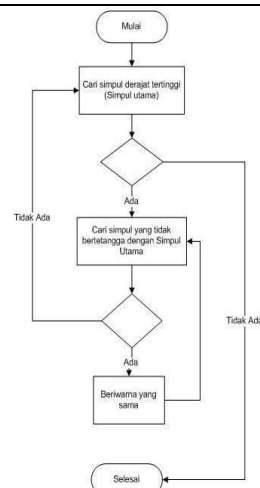 Mulai
Cari simpul derajat tertinggi
(Simpul utama)
Ada
Tidak Ada
Cari simpul yang tidak
bertetangga dengan Simpul
Utama
Tidak Ada
Ada
Beriwarna yang
sama
Selesai